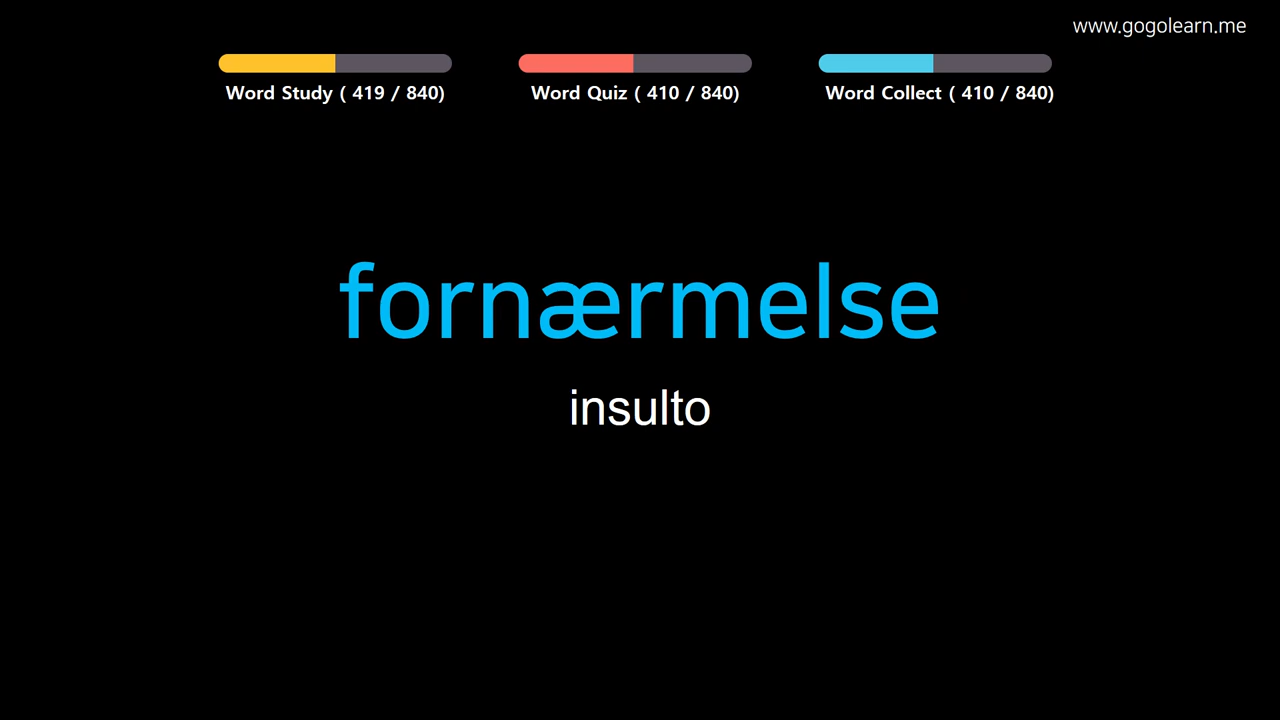 www.gogolearn.me
Word Study ( 419 / 840)
Word Quiz ( 410 / 840)
Word Collect ( 410 / 840)
fornærmelse
insulto